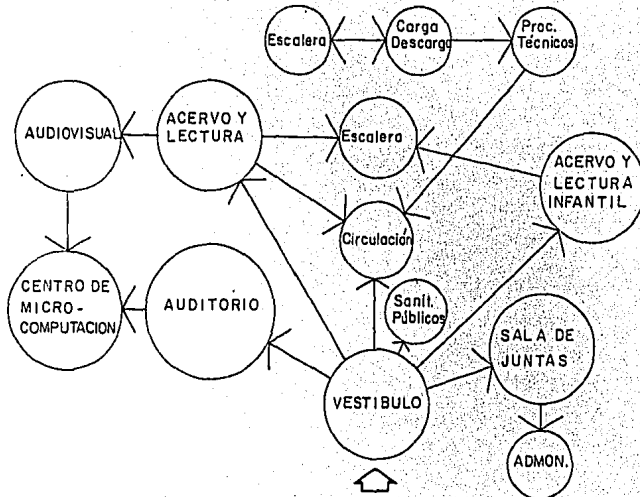 Escalera
Carga
Descarga
Proc.
Técnicos
AUDIOVISUAL
ACERVO Y
LECTURA
Escalera
ACERVO Y
LECTURA
INFANTIL
Circulación
CENTRO DE
MICRO-
COMPUTACION
AUDITORIO
Sanit.
Públicos
SALA DE
JUNTAS
VESTIBULO
ADMON.